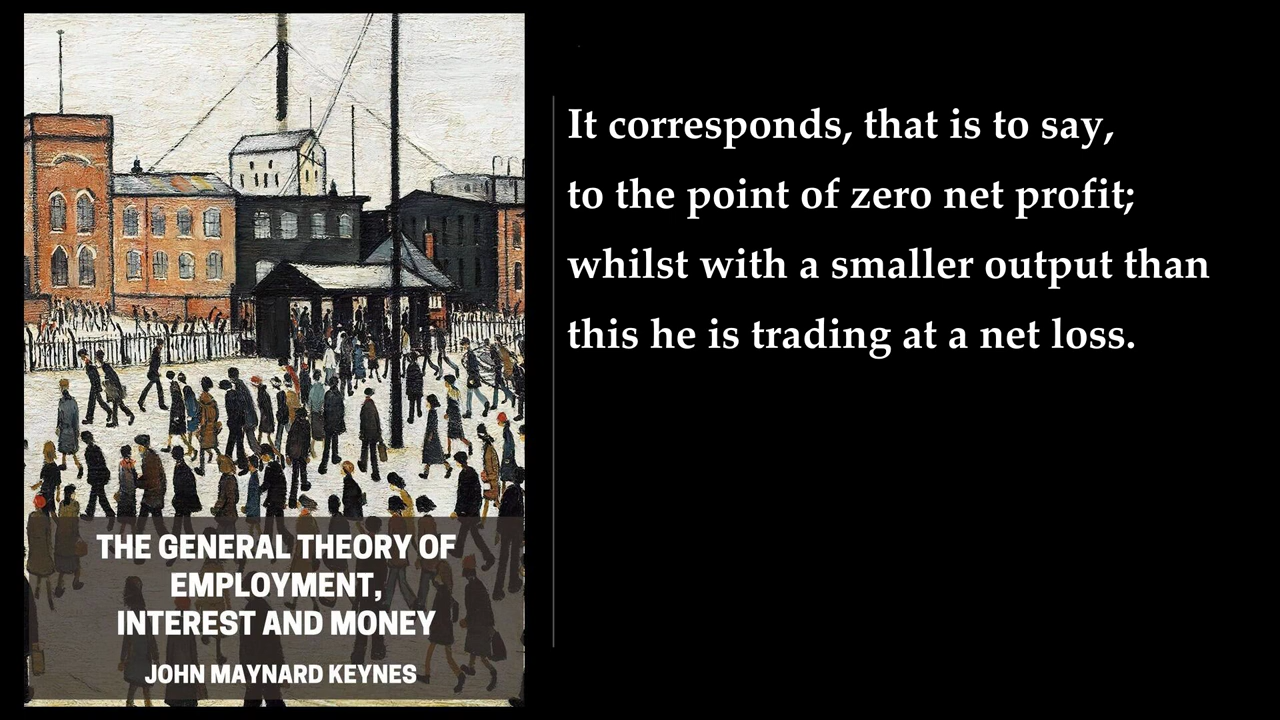 It corresponds, that is to say,
to the point of zero net profit;
whilst with a smaller output than
this he is trading at a net loss.
THE GENERAL THEORY OF
EMPLOYMENT,
INTEREST AND MONEY
JOHN MAYNARD KEYNES